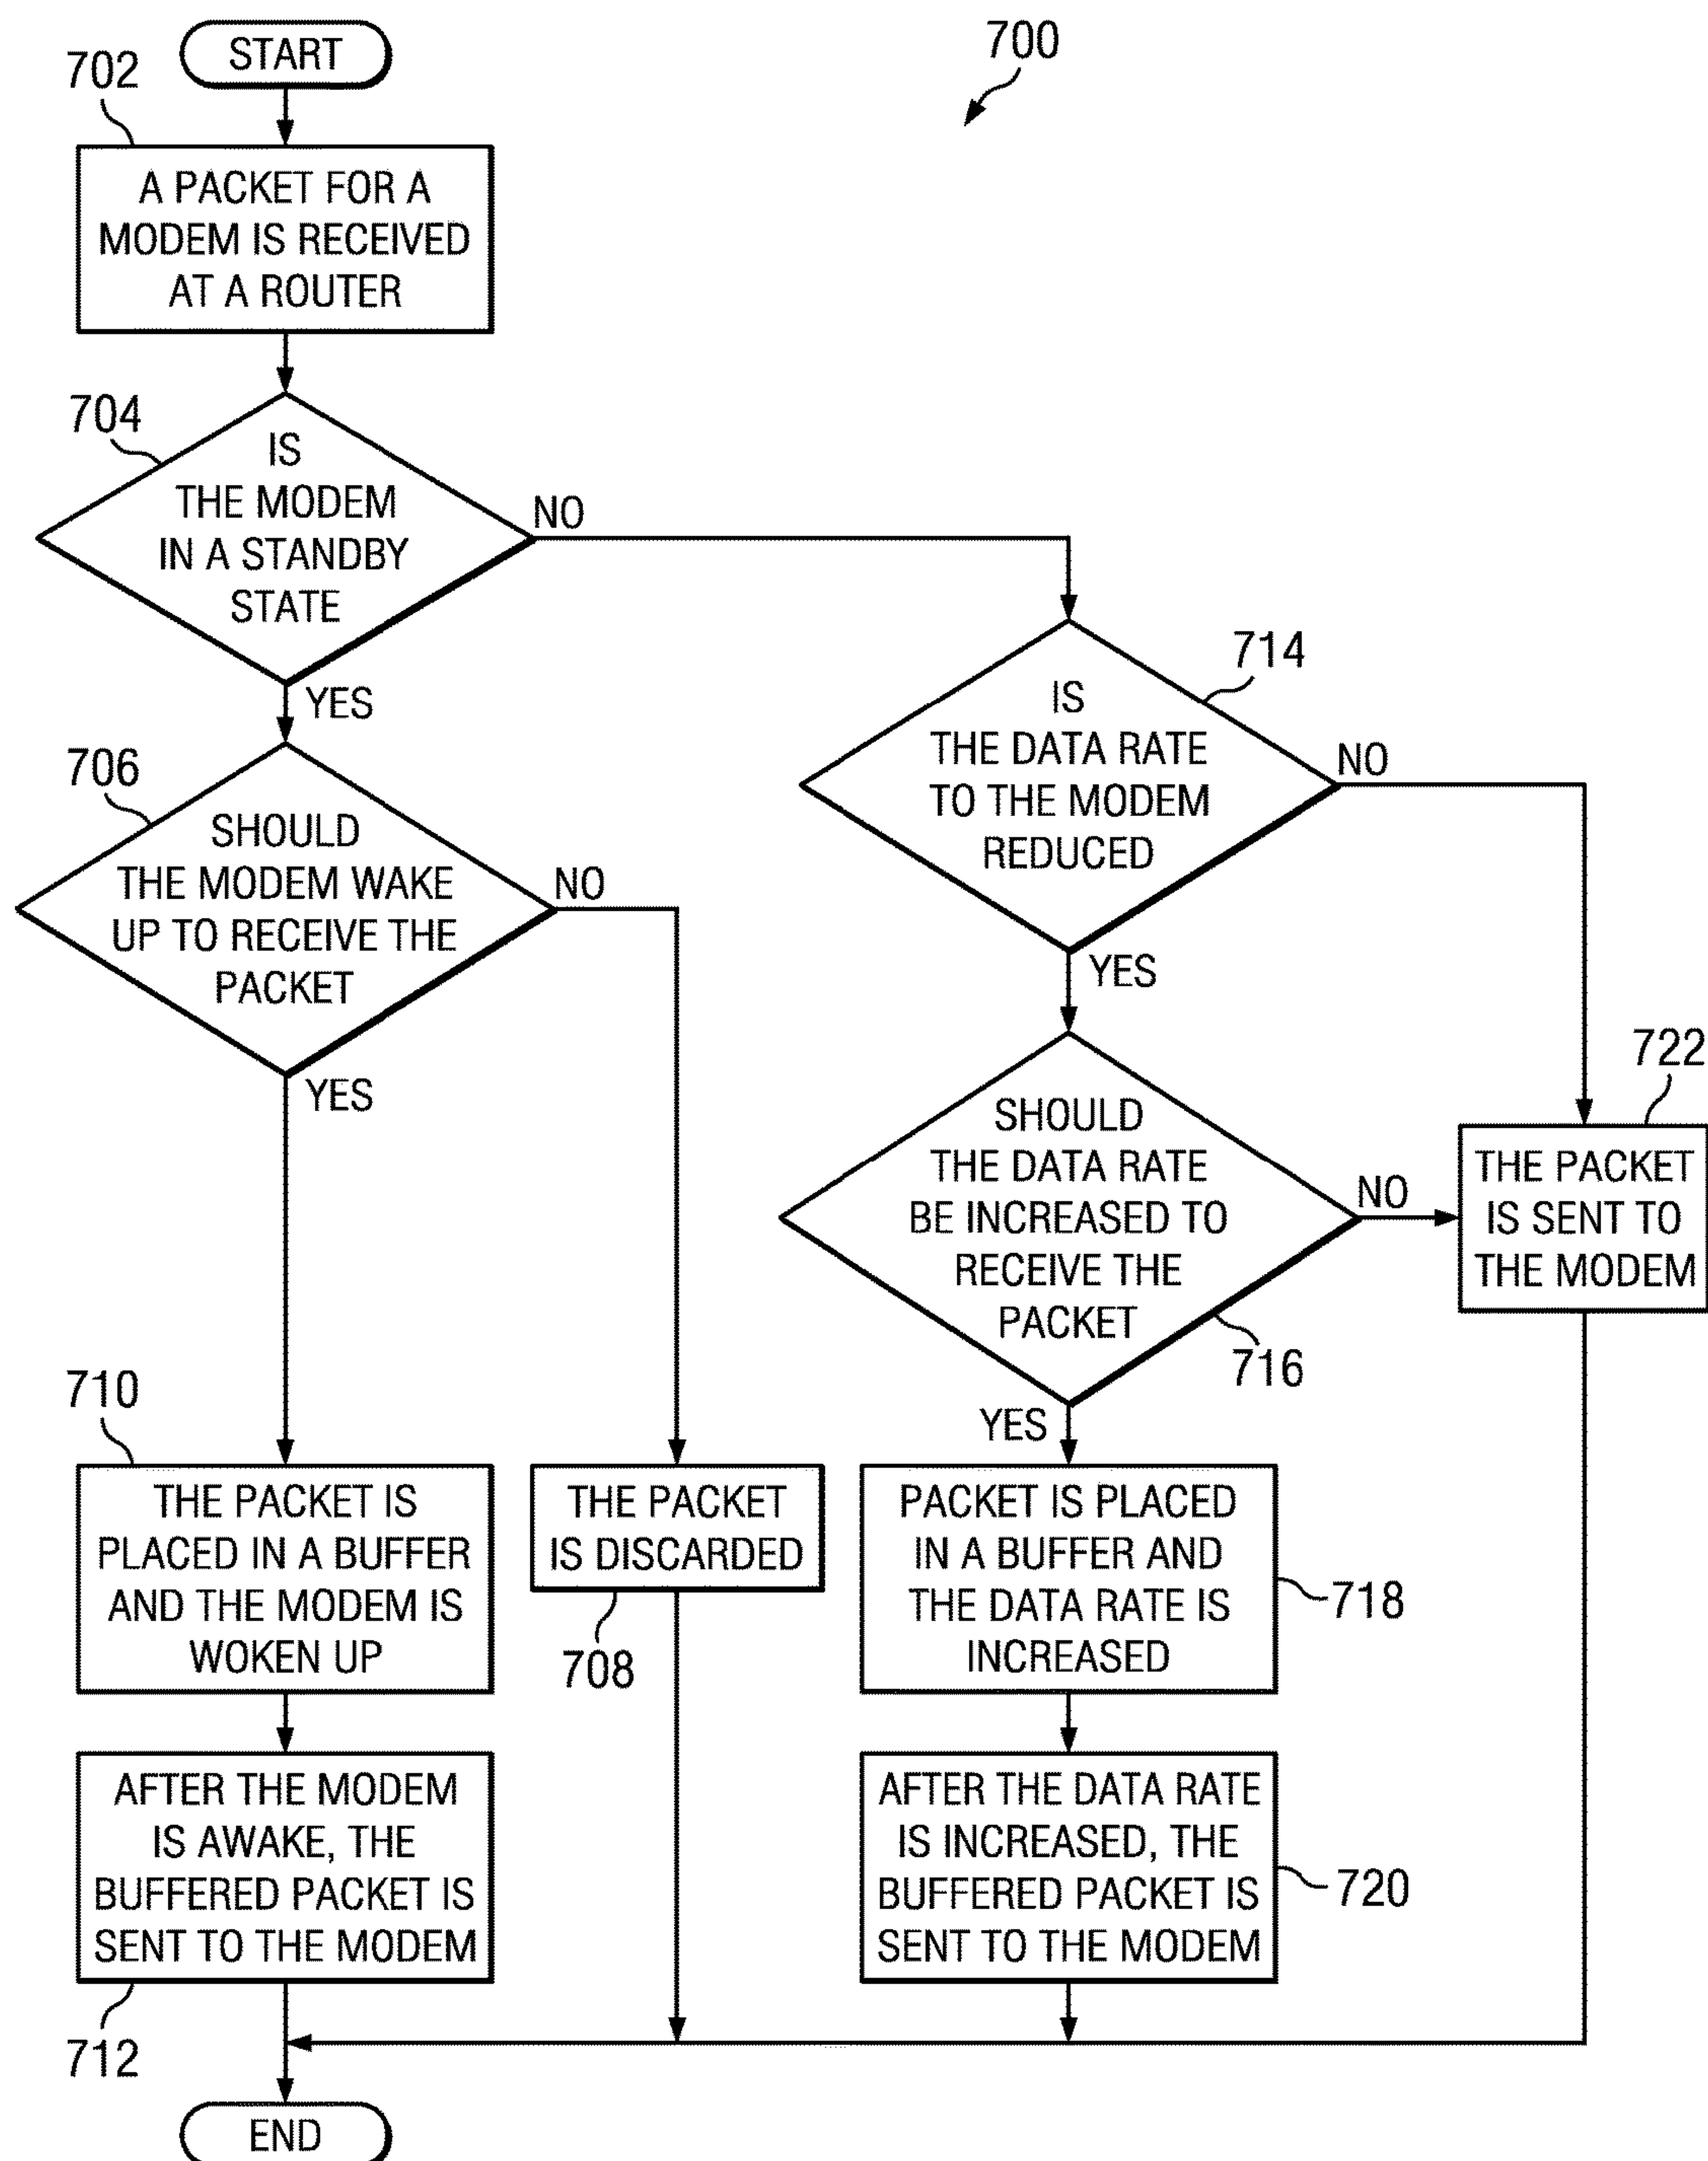 START
700
702
A PACKET FOR A
MODEM IS RECEIVED
AT A ROUTER
704
IS
THE MODEM
IN A STANDBY
STATE
NO
YES
714
IS
THE DATA RATE
TO THE MODEM
REDUCED
NO
YES
706
SHOULD
THE MODEM WAKE
UP TO RECEIVE THE
PACKET
NO
YES
SHOULD
THE DATA RATE
BE INCREASED TO
RECEIVE THE
PACKET
716
NO
YES
722
THE PACKET
IS SENT TO
THE MODEM
710
THE PACKET IS
PLACED IN A BUFFER
AND THE MODEM IS
WOKEN UP
THE PACKET
IS DISCARDED
708
PACKET IS PLACED
IN A BUFFER AND
THE DATA RATE IS
INCREASED
718
AFTER THE MODEM
IS AWAKE, THE
BUFFERED PACKET IS
SENT TO THE MODEM
712
AFTER THE DATA RATE
IS INCREASED, THE
BUFFERED PACKET IS
SENT TO THE MODEM
720
END